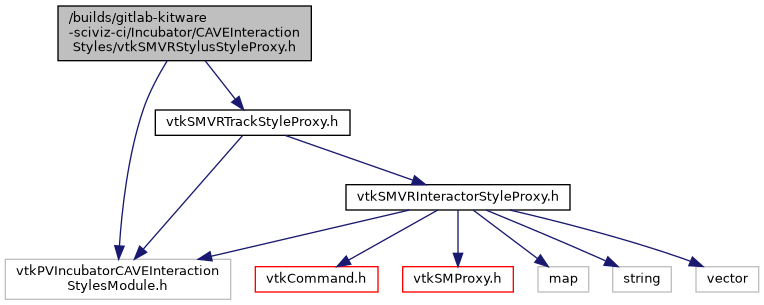 /builds/gitlab-kitware
-sciviz-ci/Incubator/CAVEInteraction
Styles/vtkSMVRStylusStyleProxy.h
vtkSMVRTrackStyleProxy.h
vtkSMVRInteractorStyleProxy.h
vtkPVIncubatorCAVEInteraction
StylesModule.h
vtkCommand.h
vtkSMProxy.h
map
string
vector